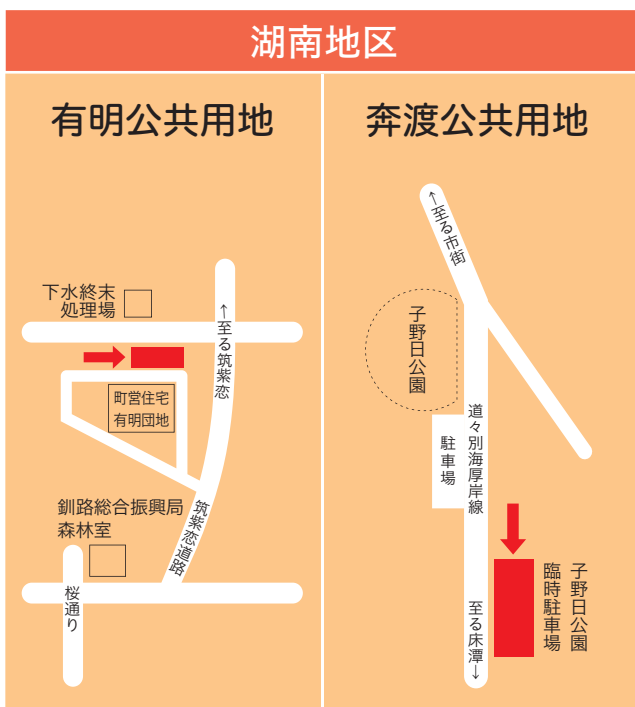 湖南地区
有明公共用地
下水終末
処理場
←至る筑紫恋
町営住宅
有明団地
釧路総合振興局
森林室
筑紫恋道路
桜通り
奔渡公共用地
←至る市街
子野日公園
道々別海厚岸線
駐車場
子野日公園
臨時駐車場
至る床潭→